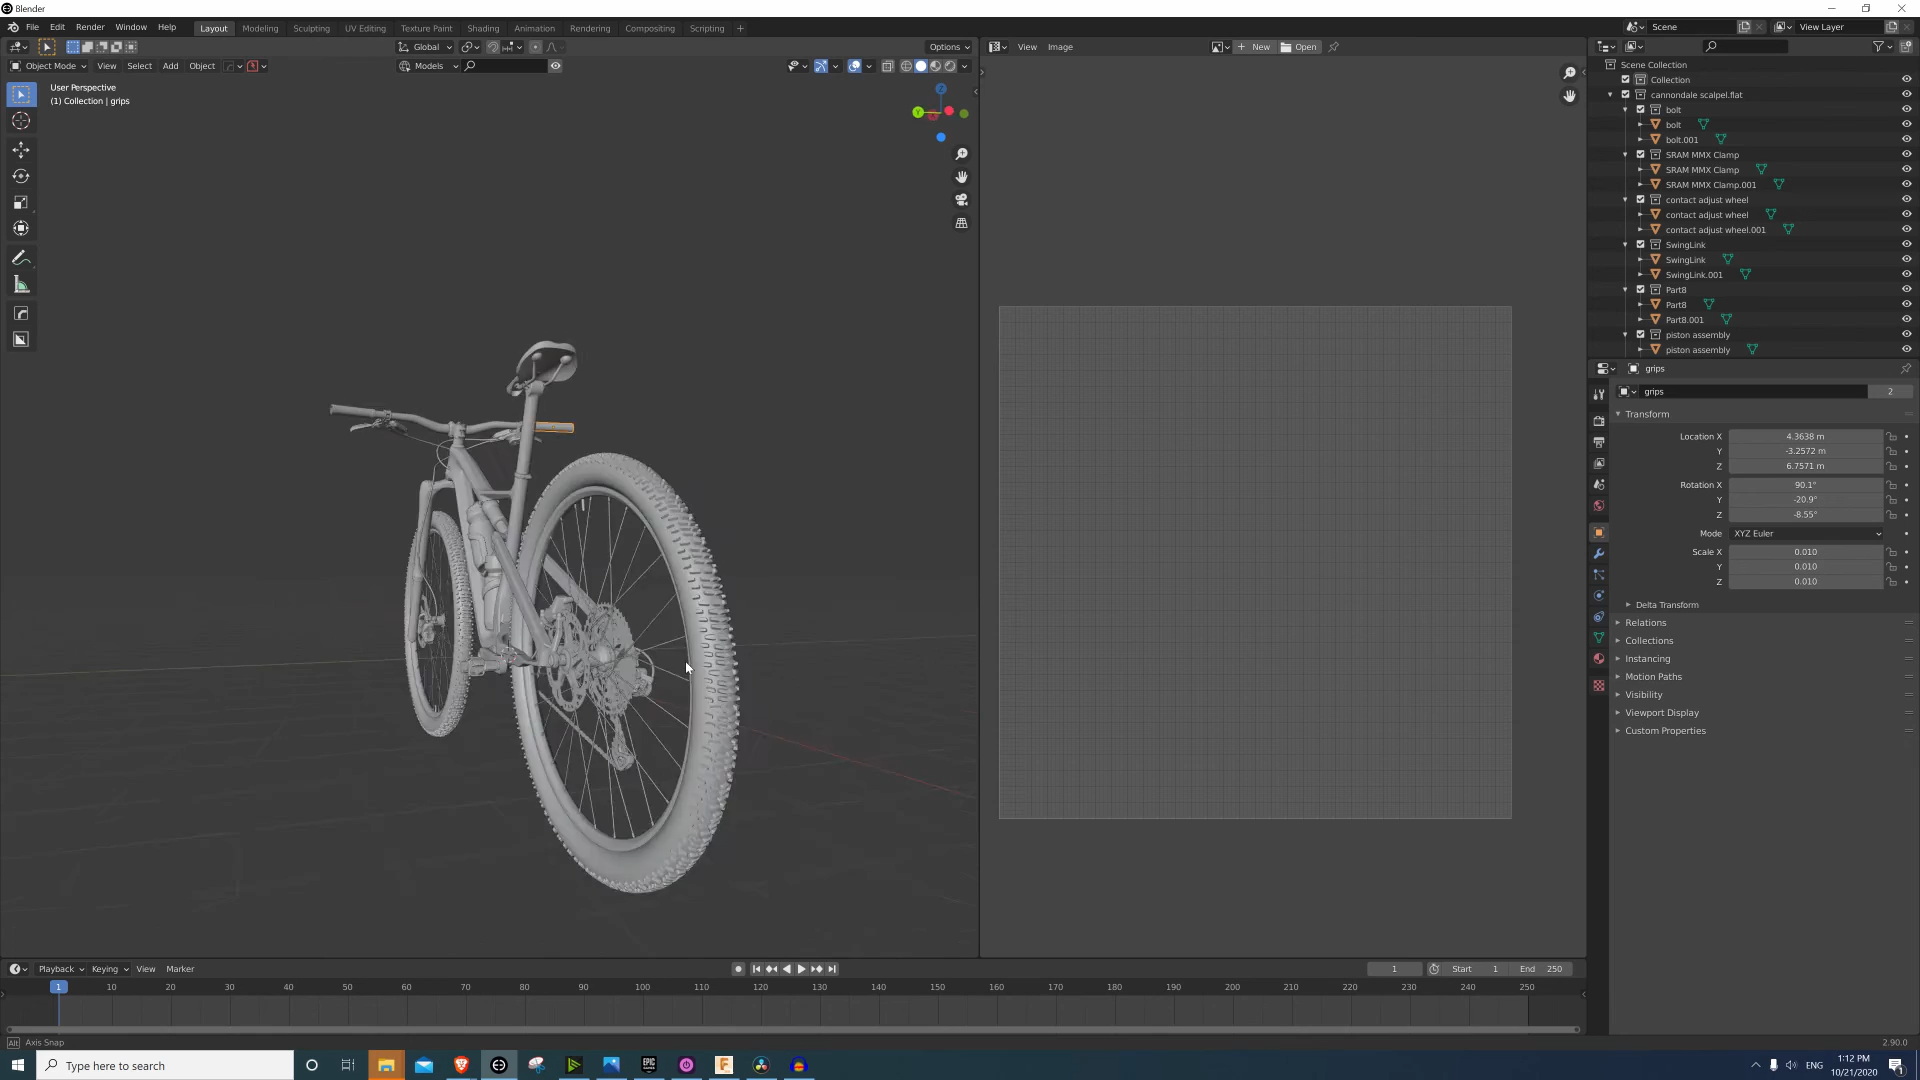 Blender
File Edit Render Window Help
Layout Modeling Sculpting UV Editing Texture Paint Shading Animation Rendering Compositing Scripting +
Scene
View Layer
Global
Options
View Image
New Open
Object Mode View Select Add Object
Models
User Perspective
(1) Collection | grips
Z
Y
Scene Collection
Collection
cannondale scalpel.flat
bolt
bolt
bolt.001
SRAM MMX Clamp
SRAM MMX Clamp
SRAM MMX Clamp.001
contact adjust wheel
contact adjust wheel
contact adjust wheel.001
SwingLink
SwingLink
SwingLink.001
Part8
Part8
Part8.001
piston assembly
piston assembly
grips
grips 2
Transform
Location X 4.3638 m
Y -3.2572 m
Z 6.7571 m
Rotation X 90.1°
Y -20.9°
Z -8.55°
Mode XYZ Euler
Scale X 0.010
Y 0.010
Z 0.010
Delta Transform
Relations
Collections
Instancing
Motion Paths
Visibility
Viewport Display
Custom Properties
Playback Keying View Marker
1 Start 1 End 250
1 10 20 30 40 50 60 70 80 90 100 110 120 130 140 150 160 170 180 190 200 210 220 230 240 250
Alt Axis Snap
2.90.0
Type here to search
ENG
1:12 PM
10/21/2020